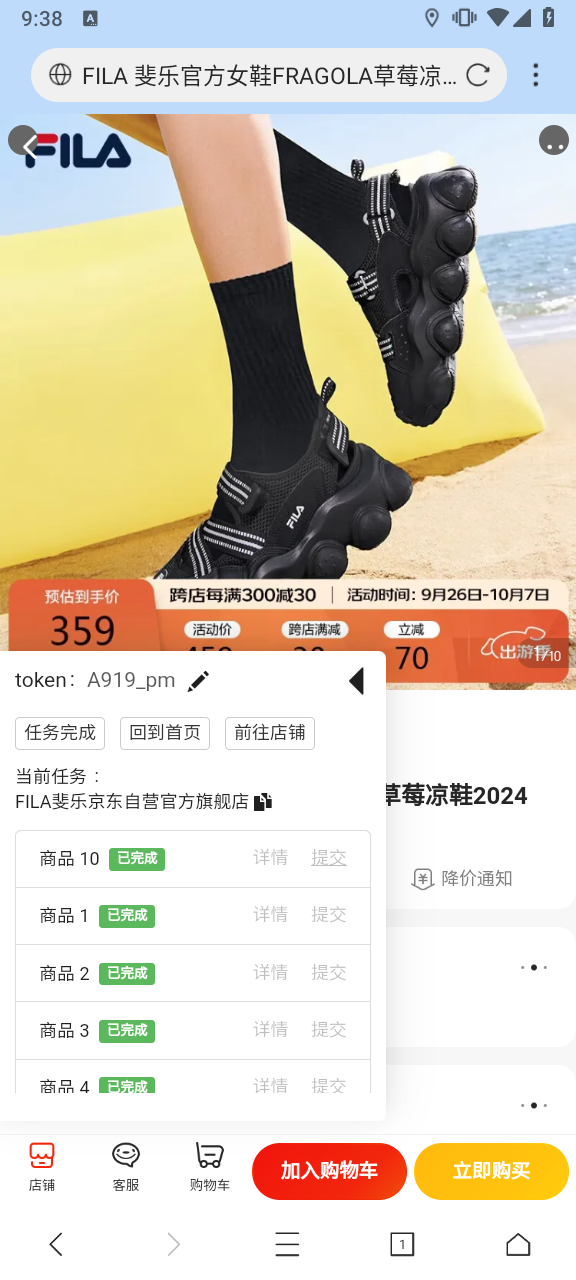 9:38
A
FILA 斐乐官方女鞋FRAGOLA草莓凉...
FILA
FILA
预估到手价
跨店每满300减30 | 活动时间：9月26日-10月7日
359
活动价
跨店满减
立减
70
出游季
1/10
token： A919_pm
任务完成
回到首页
前往店铺
当前任务：
FILA斐乐京东自营官方旗舰店
草莓凉鞋2024
商品 10 已完成 详情 提交
降价通知
商品 1 已完成 详情 提交
商品 2 已完成 详情 提交
商品 3 已完成 详情 提交
商品 4 已完成 详情 提交
店铺
客服
购物车
加入购物车
立即购买
1